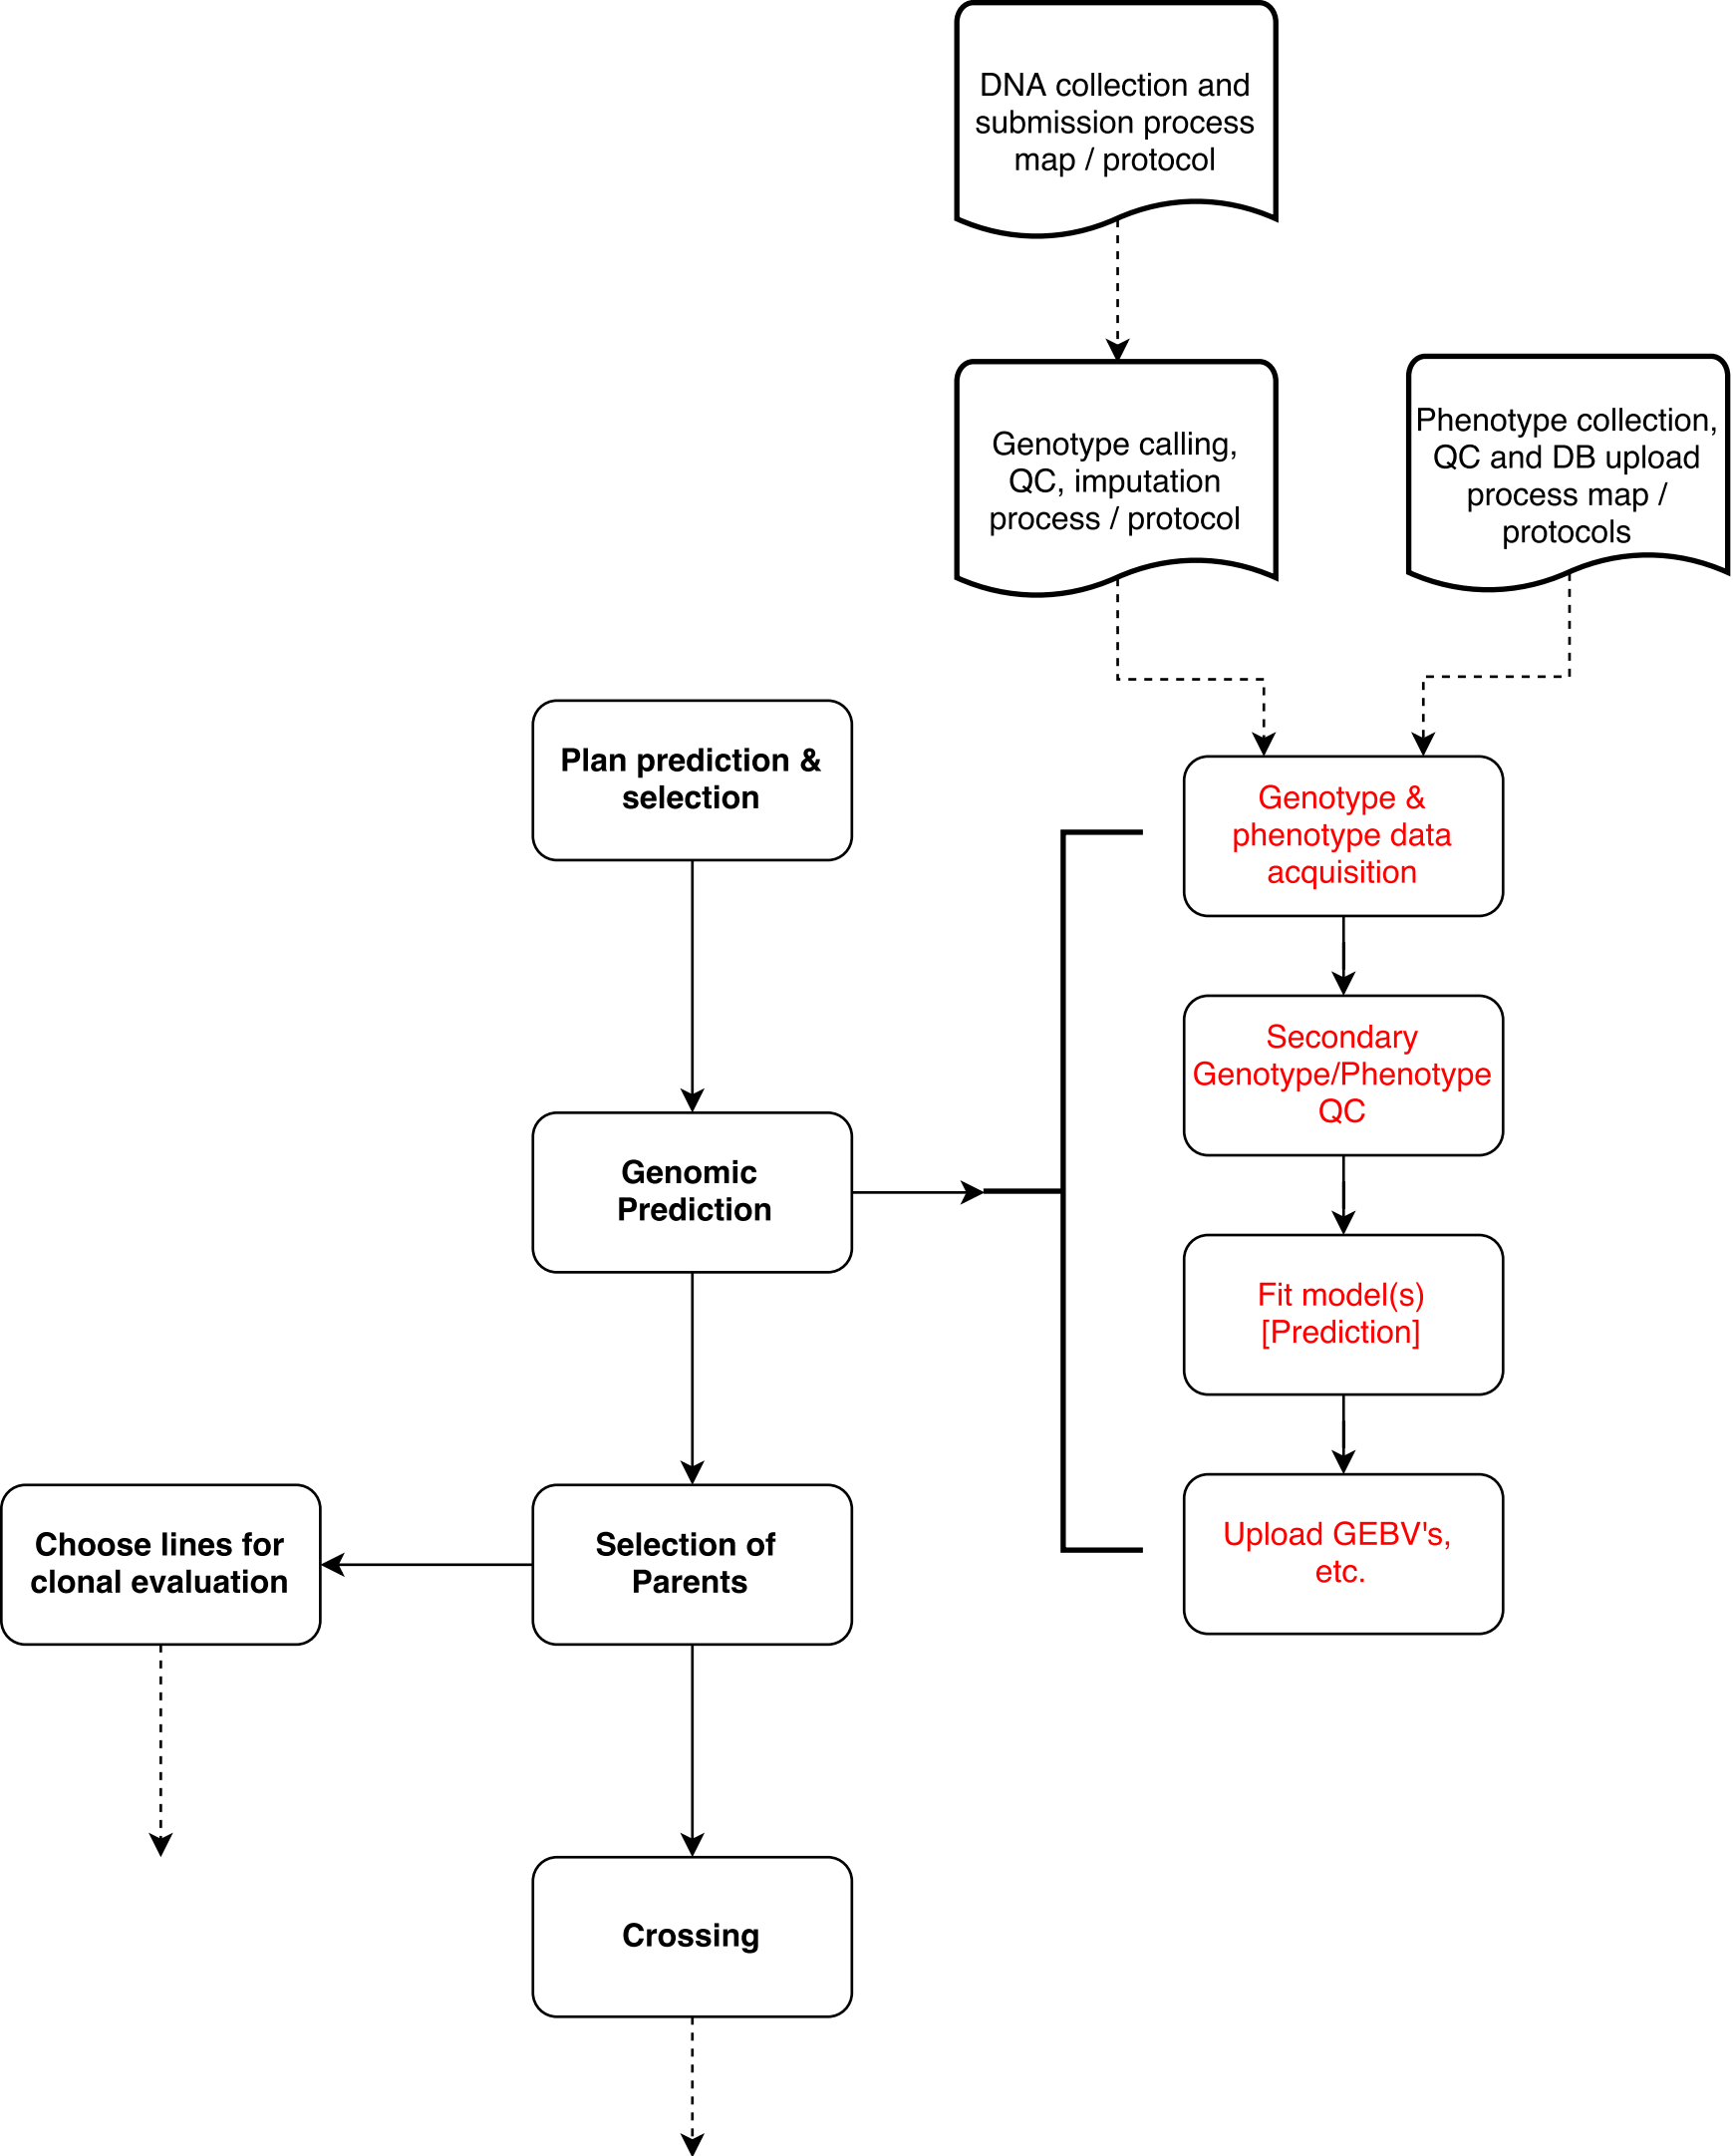 DNA collection and
submission process
map / protocol
Genotype calling,
QC, imputation
process / protocol
Phenotype collection,
QC and DB upload
process map /
protocols
Plan prediction &
selection
Genotype &
phenotype data
acquisition
Secondary
Genotype/Phenotype
QC
Genomic
Prediction
Fit model(s)
[Prediction]
Choose lines for
clonal evaluation
Selection of
Parents
Upload GEBV's,
etc.
Crossing